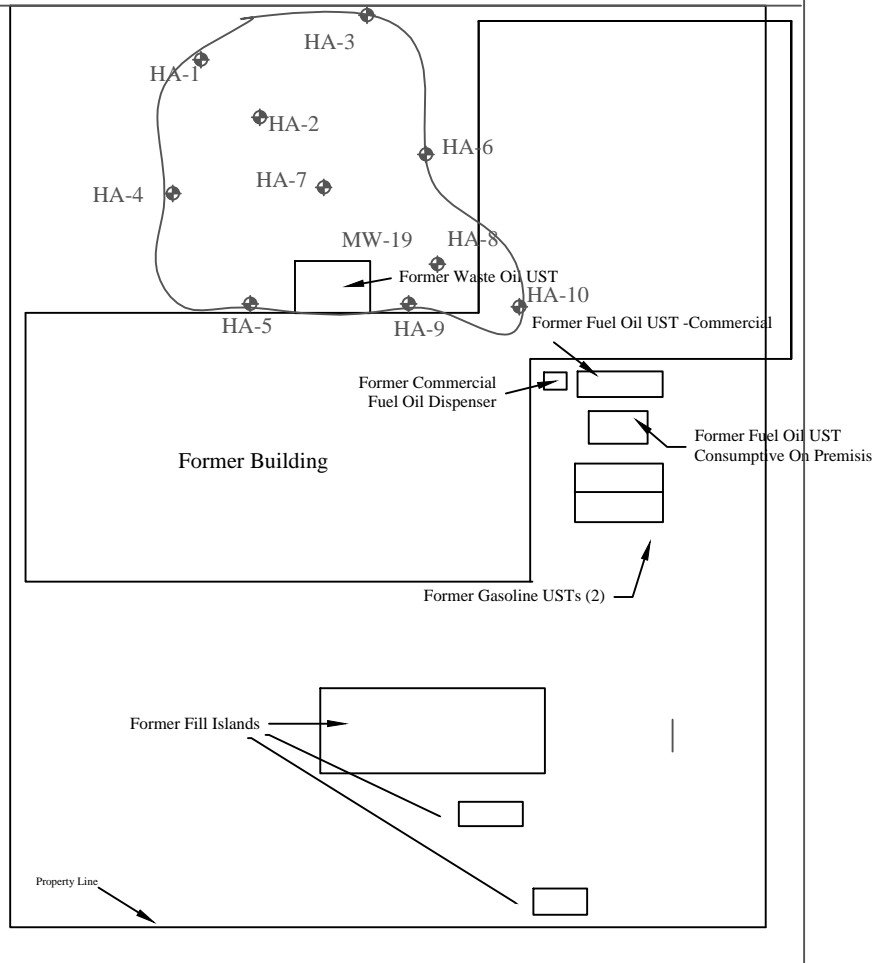 HA-3
HA-1
HA-2
HA-6
HA-7
HA-4
MW-19
HA-8
Former Waste Oil UST
HA-10
HA-5
HA-9
Former Fuel Oil UST -Commercial
Former Commercial
Fuel Oil Dispenser
Former Fuel Oil UST
Consumptive On Premisis
Former Building
Former Gasoline USTs (2)
Former Fill Islands
Property Line